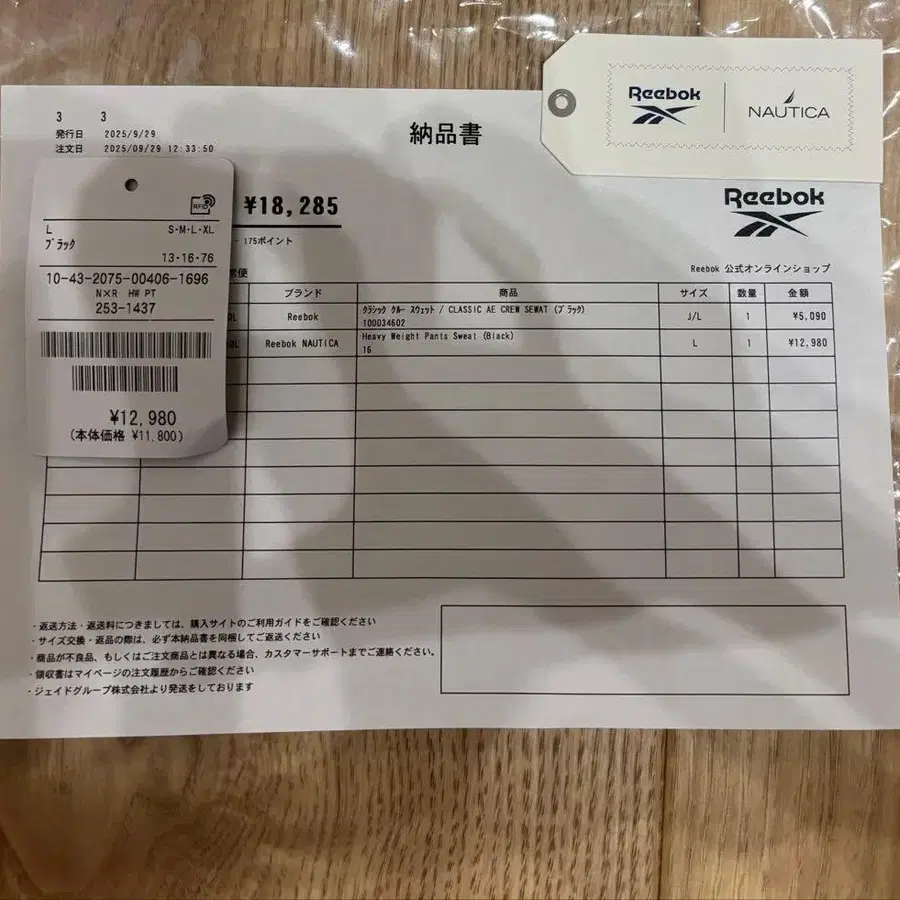 3 3
発行日 2025/9/29
注文日 2025/09/29 12:33:50
納品書
Reebok
NAUTICA
¥18,285
- 175ポイント
Reebok
Reebok 公式オンラインショップ
常便
ブランド 商品 サイズ 数量 金額
Reebok クラシック クルー スウェット / CLASSIC AE CREW SEWAT (ブラック) J/L 1 ¥5,090
100034602
Reebok NAUTICA Heavy Weight Pants Sweat (Black) L 1 ¥12,980
16
RFID
L S-M-L-XL
ブラック
13-16-76
10-43-2075-00406-1696
N×R HW PT
253-1437
¥12,980
(本体価格 ¥11,800)
・返送方法・返送料につきましては、購入サイトのご利用ガイドをご確認ください
・サイズ交換・返品の際は、必ず本納品書を同梱してご返送ください
・商品が不良品、もしくはご注文商品とは異なる場合、カスタマーサポートまでご連絡ください。
・領収書はマイページの注文履歴からご確認ください
・ジェイドグループ株式会社より発送をしております